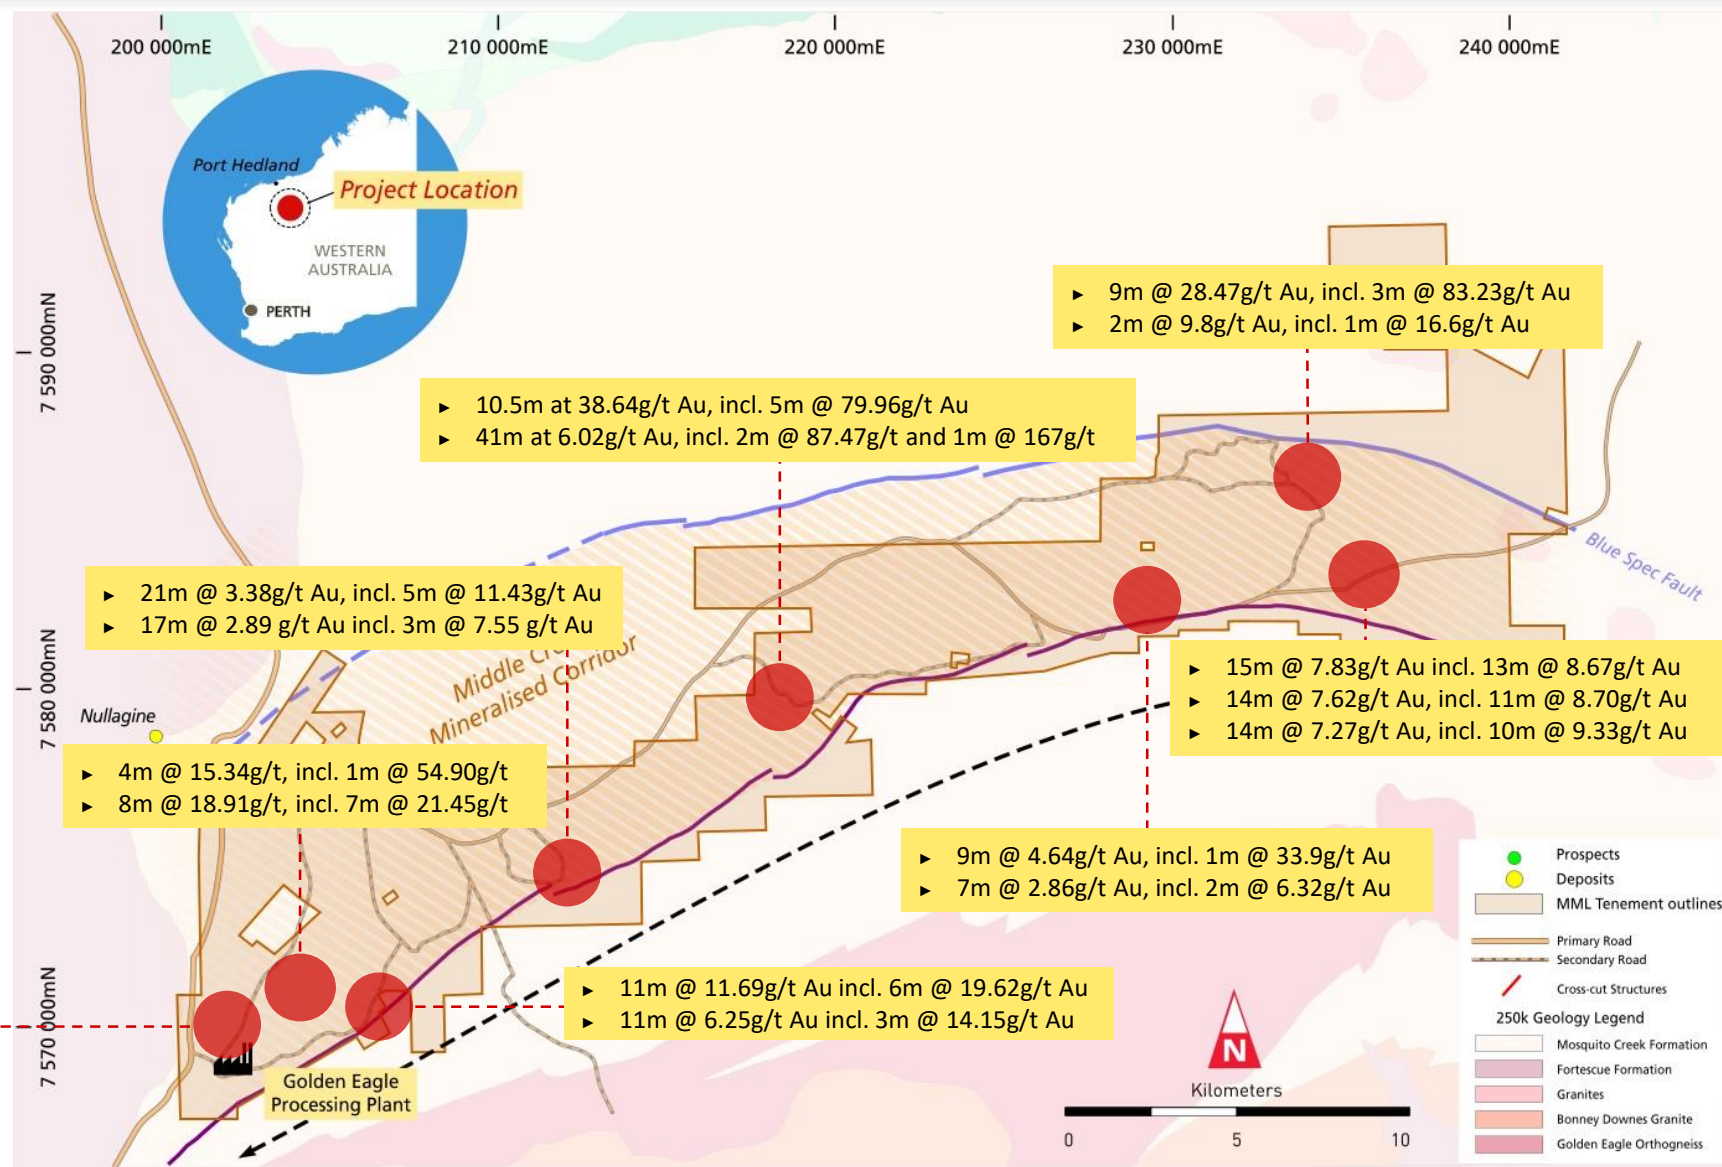 200 000mE
210 000mE
220 000mE
230 000mE
240 000mE
7 590 000mN
7 580 000mN
7 570 000mN
Port Hedland
Project Location
WESTERN
AUSTRALIA
PERTH
► 9m @ 28.47g/t Au, incl. 3m @ 83.23g/t Au
► 2m @ 9.8g/t Au, incl. 1m @ 16.6g/t Au
► 10.5m at 38.64g/t Au, incl. 5m @ 79.96g/t Au
► 41m at 6.02g/t Au, incl. 2m @ 87.47g/t and 1m @ 167g/t
Blue Spec Fault
► 21m @ 3.38g/t Au, incl. 5m @ 11.43g/t Au
► 17m @ 2.89 g/t Au incl. 3m @ 7.55 g/t Au
Middle
Mineralised Corridor
► 15m @ 7.83g/t Au incl. 13m @ 8.67g/t Au
► 14m @ 7.62g/t Au, incl. 11m @ 8.70g/t Au
► 14m @ 7.27g/t Au, incl. 10m @ 9.33g/t Au
Nullagine
► 4m @ 15.34g/t, incl. 1m @ 54.90g/t
► 8m @ 18.91g/t, incl. 7m @ 21.45g/t
► 9m @ 4.64g/t Au, incl. 1m @ 33.9g/t Au
► 7m @ 2.86g/t Au, incl. 2m @ 6.32g/t Au
► 11m @ 11.69g/t Au incl. 6m @ 19.62g/t Au
► 11m @ 6.25g/t Au incl. 3m @ 14.15g/t Au
Golden Eagle
Processing Plant
N
Kilometers
0 5 10
Prospects
Deposits
MML Tenement outlines
Primary Road
Secondary Road
Cross-cut Structures
250k Geology Legend
Mosquito Creek Formation
Fortescue Formation
Granites
Bonney Downes Granite
Golden Eagle Orthogneiss